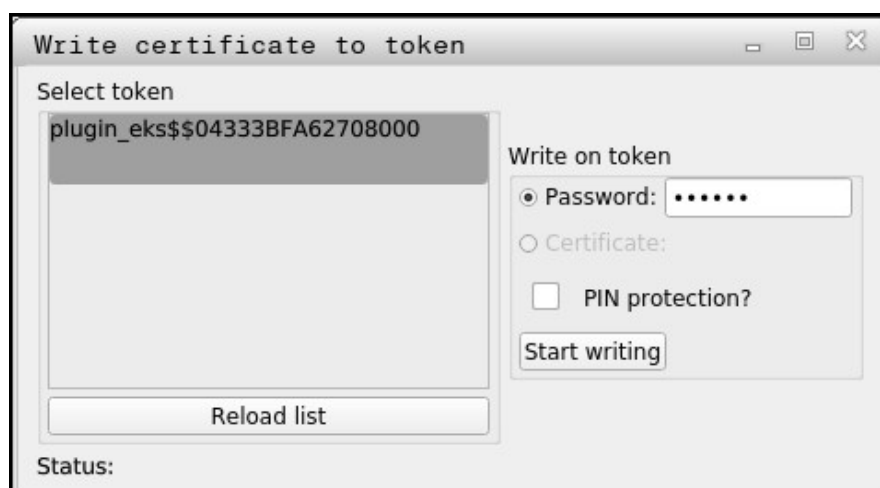 Write certificate to token
Select token
plugin_eks$$04333BFA62708000
Write on token
Password: ••••••
Certificate:
PIN protection?
Start writing
Reload list
Status: